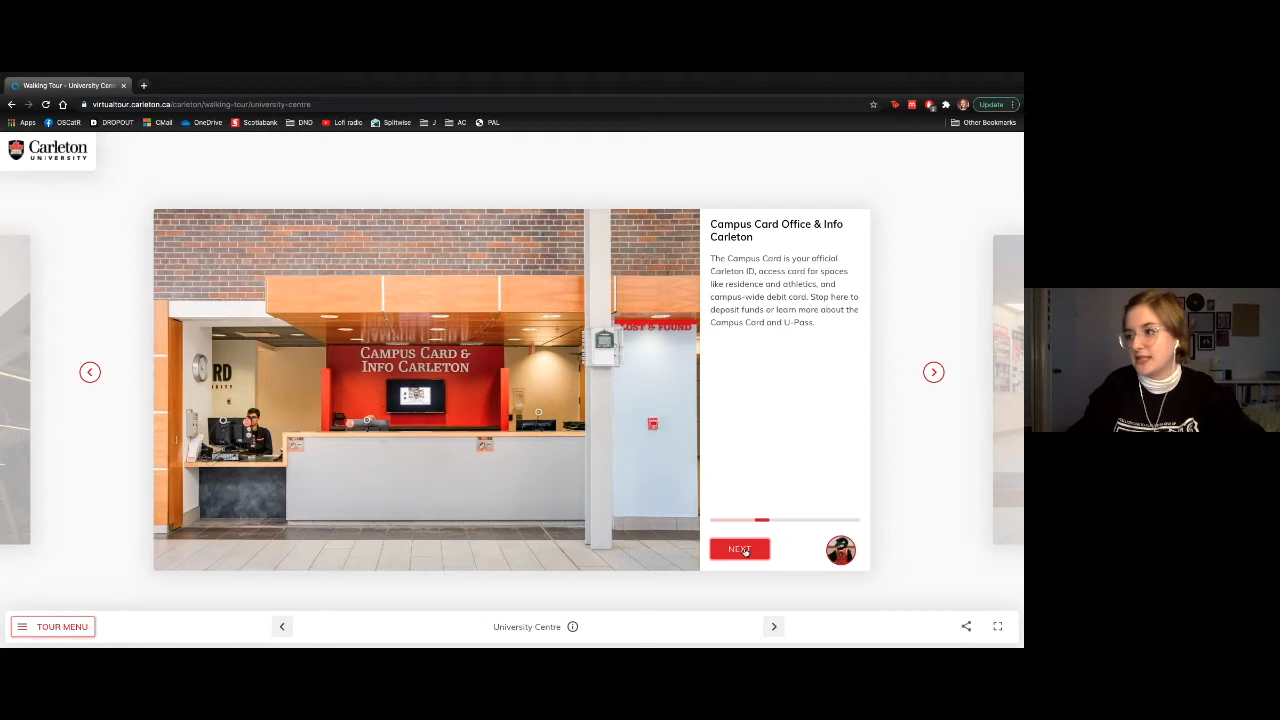 Walking Tour - University Cent
virtualtour.carleton.ca/carleton/walking-tour/university-centre
Update
Apps OSCatR DROPOUT GMail OneDrive Scotiabank DND Lofi radio Splitwise J AC PAL Other Bookmarks
Carleton
UNIVERSITY
Campus Card Office & Info
Carleton
The Campus Card is your official
Carleton ID, access card for spaces
like residence and athletics, and
campus-wide debit card. Stop here to
deposit funds or learn more about the
Campus Card and U-Pass.
LOST & FOUND
CAMPUS CARD &
INFO CARLETON
RD
NEXT
TOUR MENU
University Centre